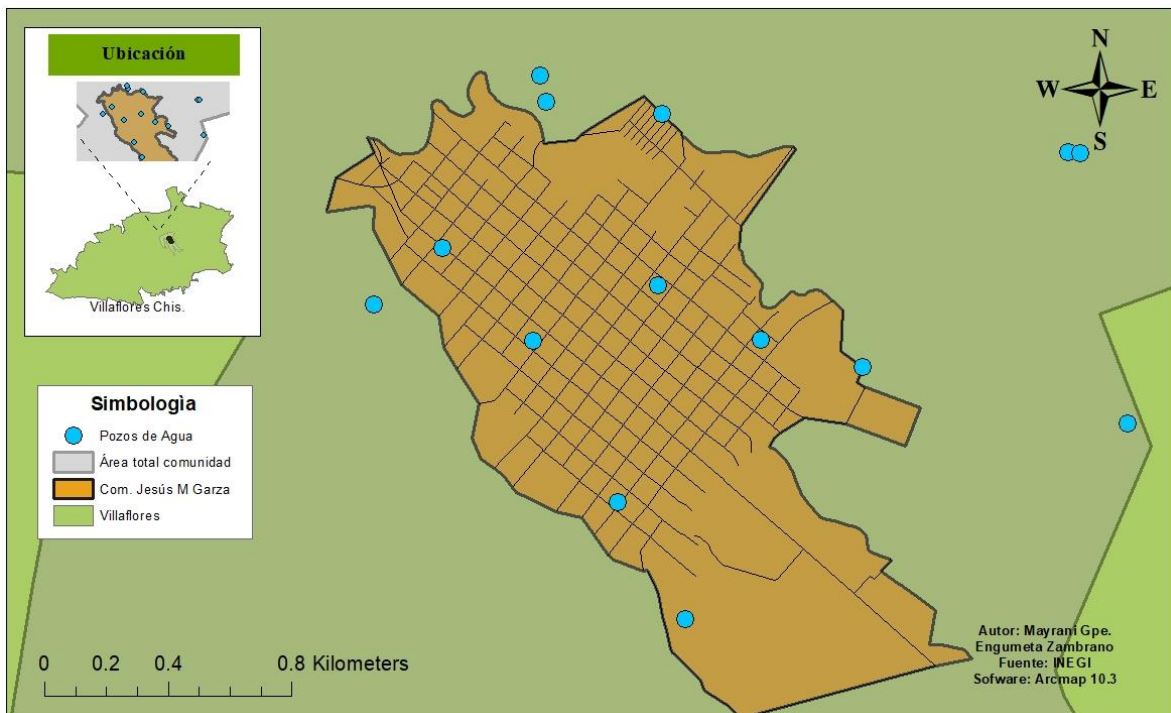 Ubicación
Villaflores Chis.
N
W
E
S
Simbologìa
Pozos de Agua
Área total comunidad
Com. Jesús M Garza
Villaflores
0 0.2 0.4 0.8 Kilometers
Autor: Mayrani Gpe.
Engumeta Zambrano
Fuente: INEGI
Sofware: Arcmap 10.3